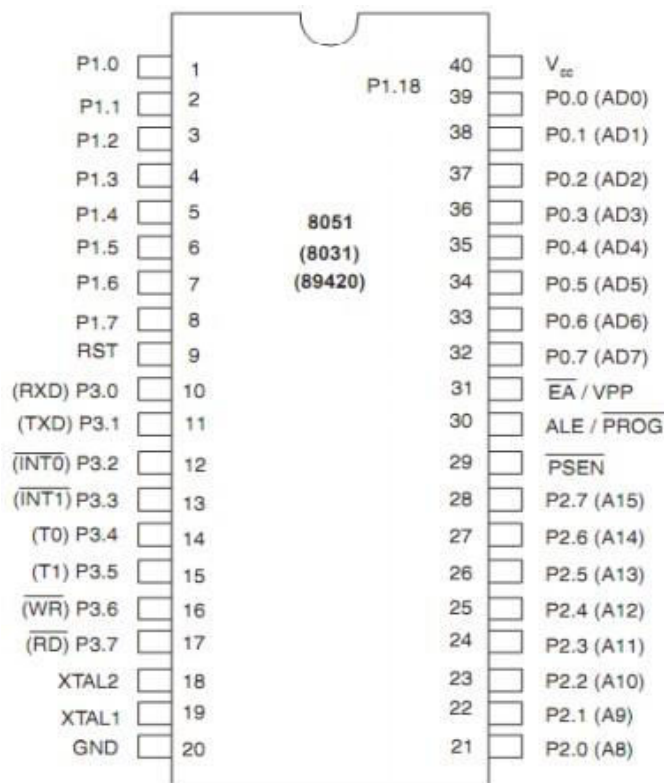 P1.0 1 40 Vcc
P1.18
P1.1 2 39 P0.0 (AD0)
P1.2 3 38 P0.1 (AD1)
P1.3 4 37 P0.2 (AD2)
P1.4 5 36 P0.3 (AD3)
8051
P1.5 6 35 P0.4 (AD4)
(8031)
P1.6 7 34 P0.5 (AD5)
(89420)
P1.7 8 33 P0.6 (AD6)
RST 9 32 P0.7 (AD7)
(RXD) P3.0 10 31 E̅A̅ / VPP
(TXD) P3.1 11 30 ALE / P̅R̅O̅G̅
(I̅N̅T̅0̅) P3.2 12 29 P̅S̅E̅N̅
(I̅N̅T̅1̅) P3.3 13 28 P2.7 (A15)
(T0) P3.4 14 27 P2.6 (A14)
(T1) P3.5 15 26 P2.5 (A13)
(W̅R̅) P3.6 16 25 P2.4 (A12)
(R̅D̅) P3.7 17 24 P2.3 (A11)
XTAL2 18 23 P2.2 (A10)
XTAL1 19 22 P2.1 (A9)
GND 20 21 P2.0 (A8)